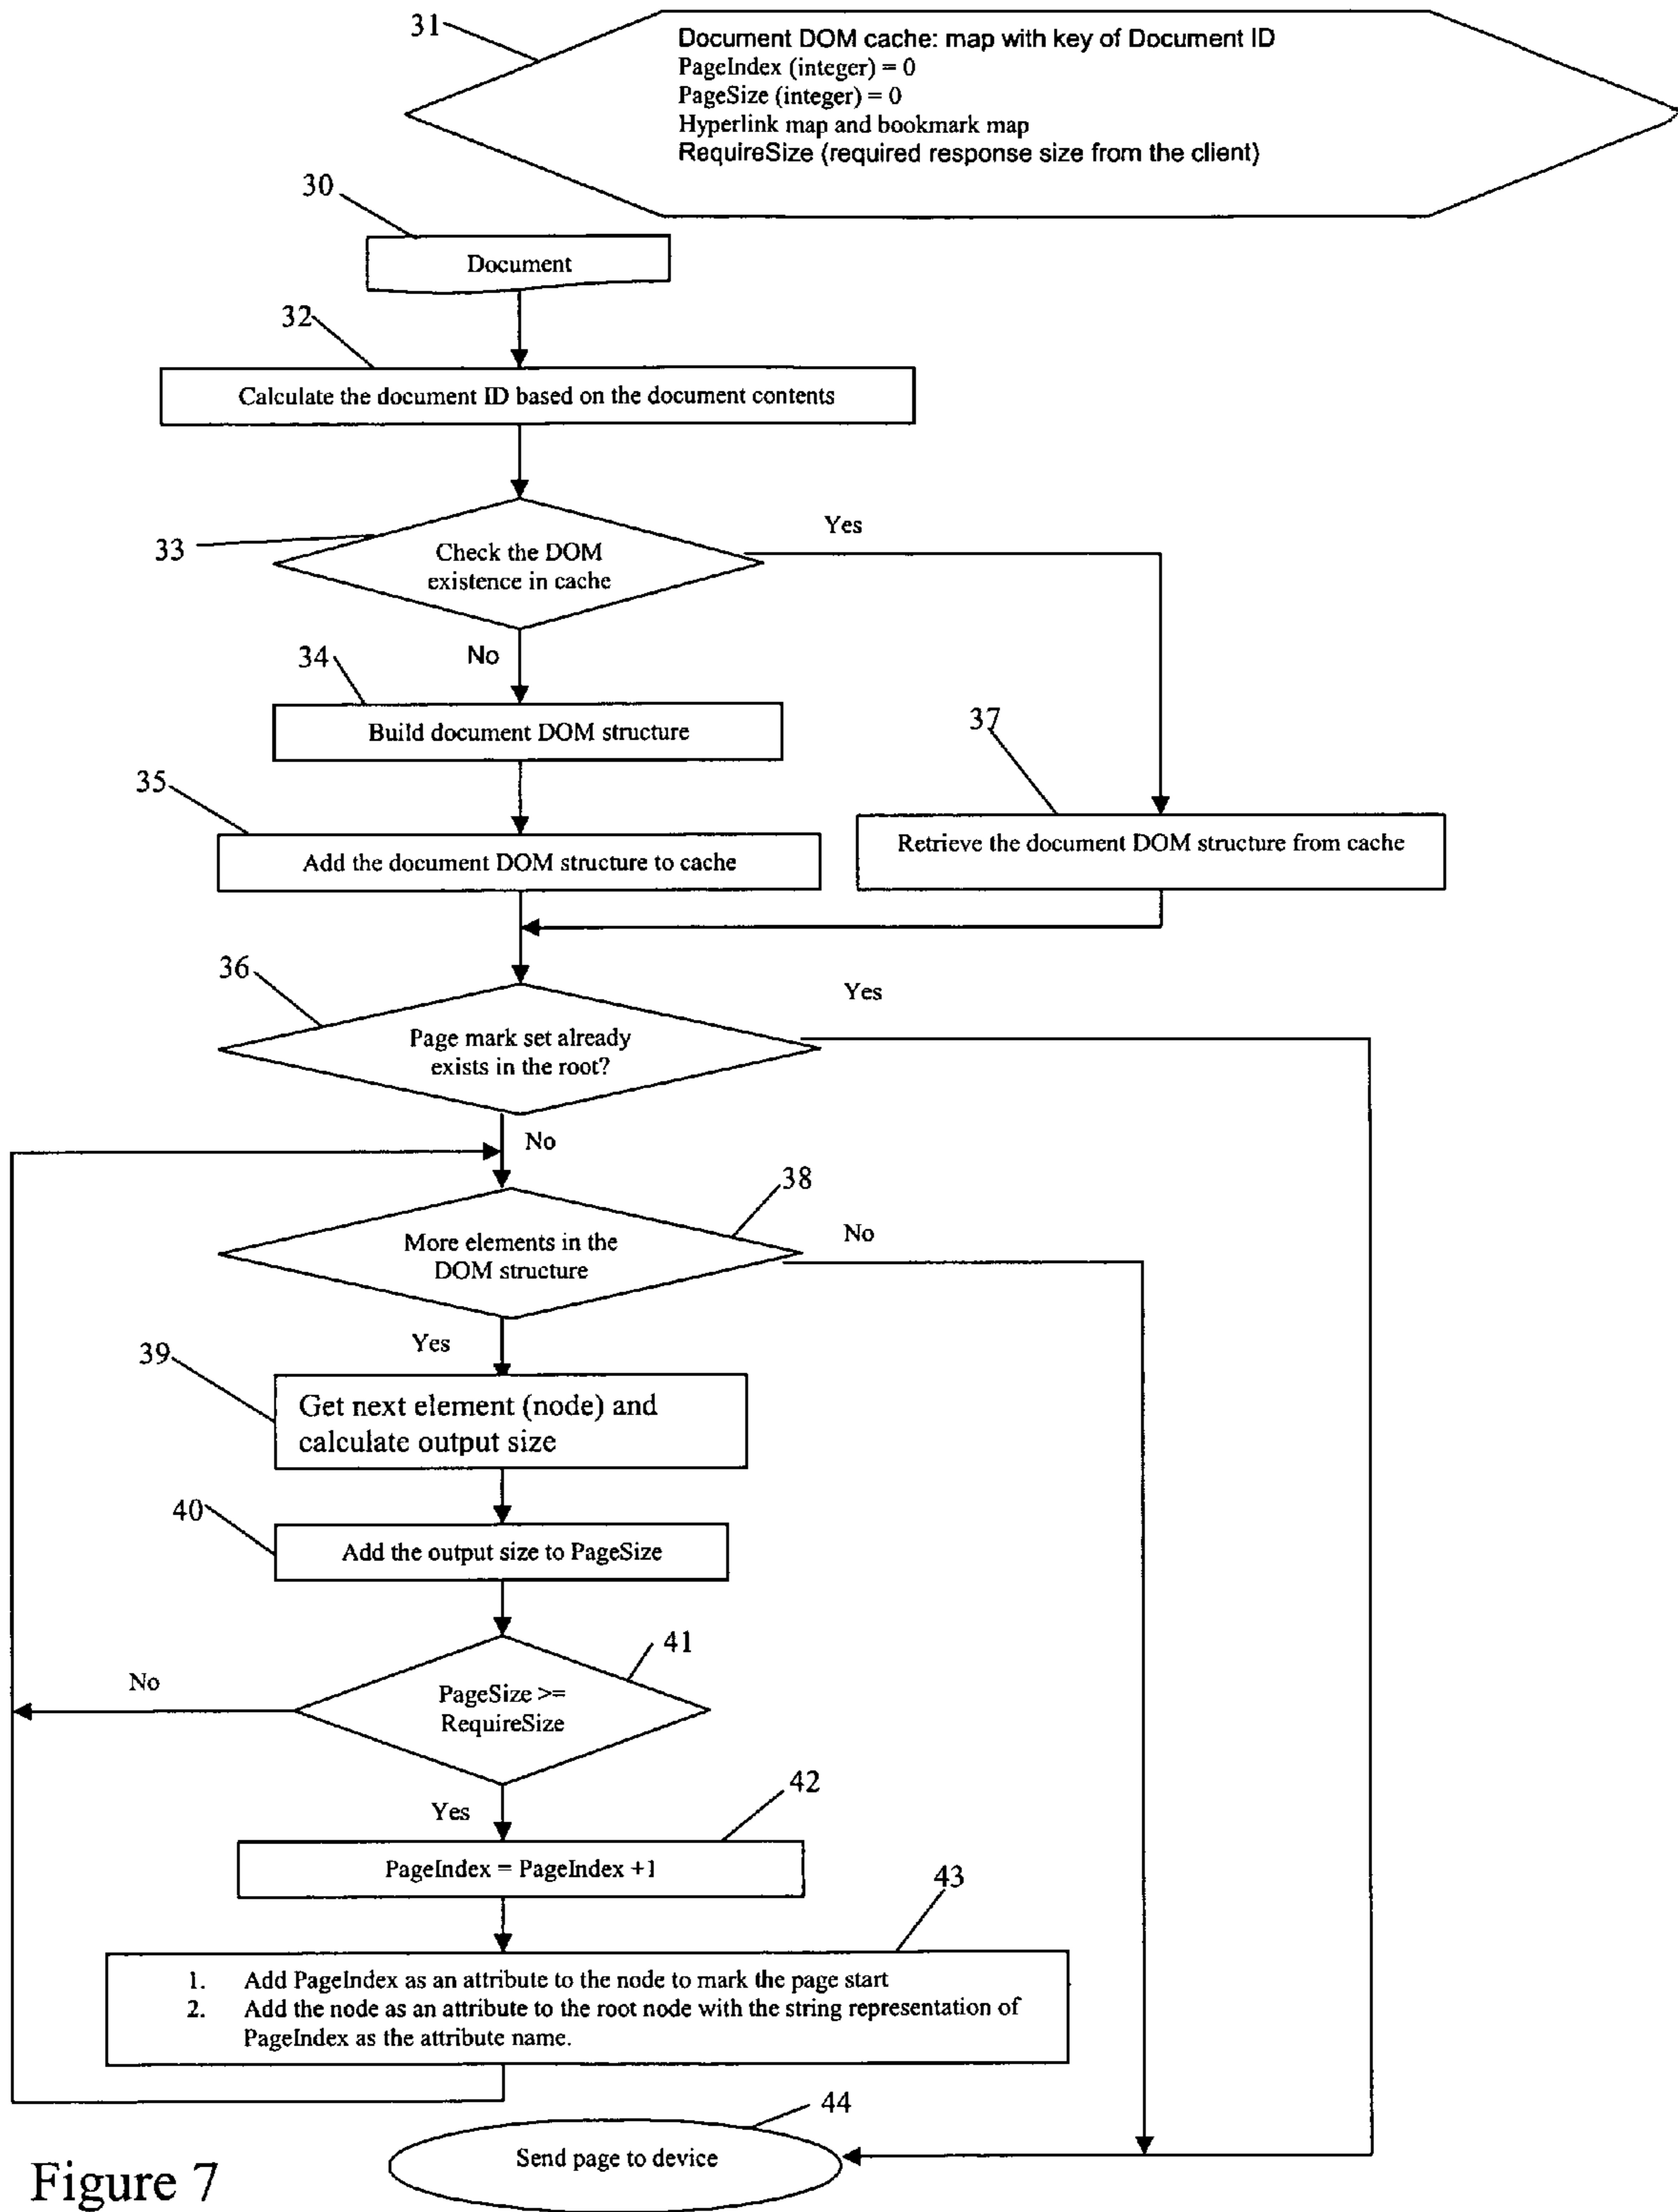 31
Document DOM cache: map with key of Document ID
PageIndex (integer) = 0
PageSize (integer) = 0
Hyperlink map and bookmark map
RequireSize (required response size from the client)
30
Document
32
Calculate the document ID based on the document contents
33
Check the DOM
existence in cache
Yes
No
34
Build document DOM structure
37
35
Add the document DOM structure to cache
Retrieve the document DOM structure from cache
36
Page mark set already
exists in the root?
Yes
No
38
More elements in the
DOM structure
No
Yes
39
Get next element (node) and
calculate output size
40
Add the output size to PageSize
41
PageSize >=
RequireSize
No
Yes
42
PageIndex = PageIndex +1
43
1. Add PageIndex as an attribute to the node to mark the page start
2. Add the node as an attribute to the root node with the string representation of
PageIndex as the attribute name.
44
Send page to device
Figure 7